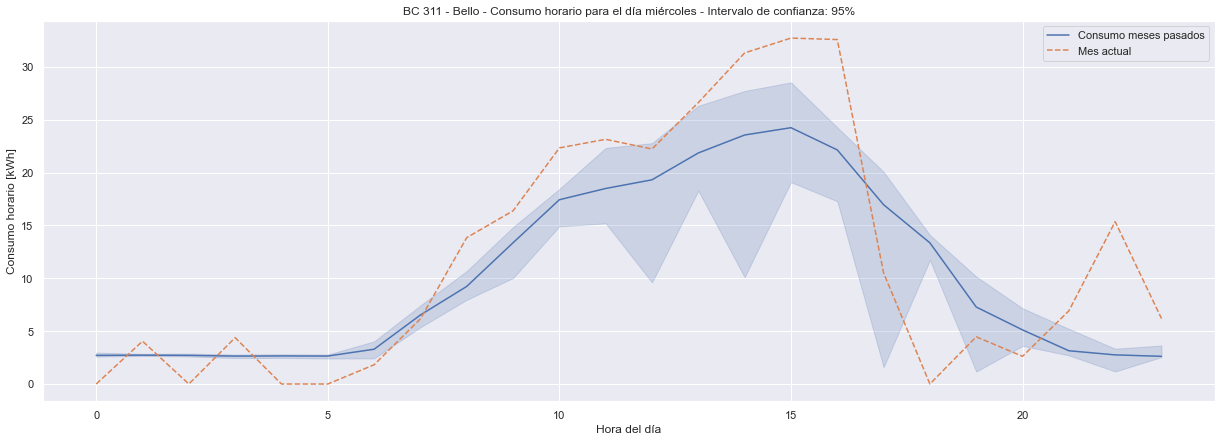 BC 311 - Bello - Consumo horario para el día miércoles - Intervalo de confianza: 95%
Consumo meses pasados
Mes actual
Consumo horario [kWh]
30
25
20
15
10
5
0
0 5 10 15 20
Hora del día